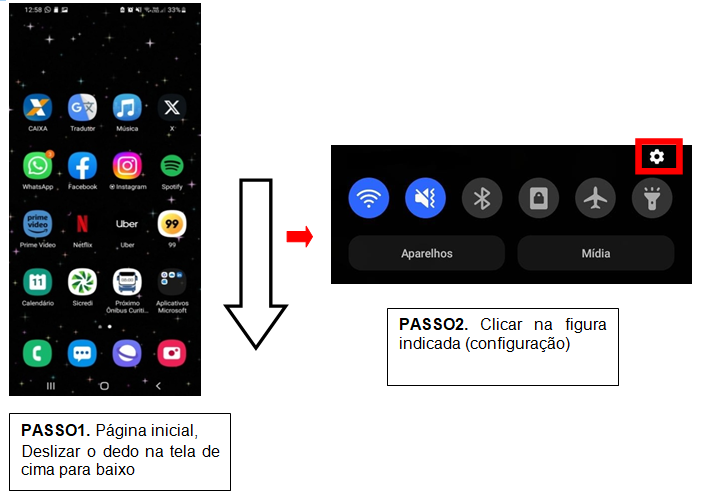 12:58
33%
CAIXA
Tradutor
Música
X
WhatsApp
Facebook
Instagram
Spotify
prime
video
Uber
99
Prime Video
Netflix
Uber
99
11
Calendário
Sicredi
Próximo
Ônibus Curiti...
Aplicativos
Microsoft
PASSO1. Página inicial,
Deslizar o dedo na tela de
cima para baixo
Aparelhos
Mídia
PASSO2. Clicar na figura
indicada (configuração)